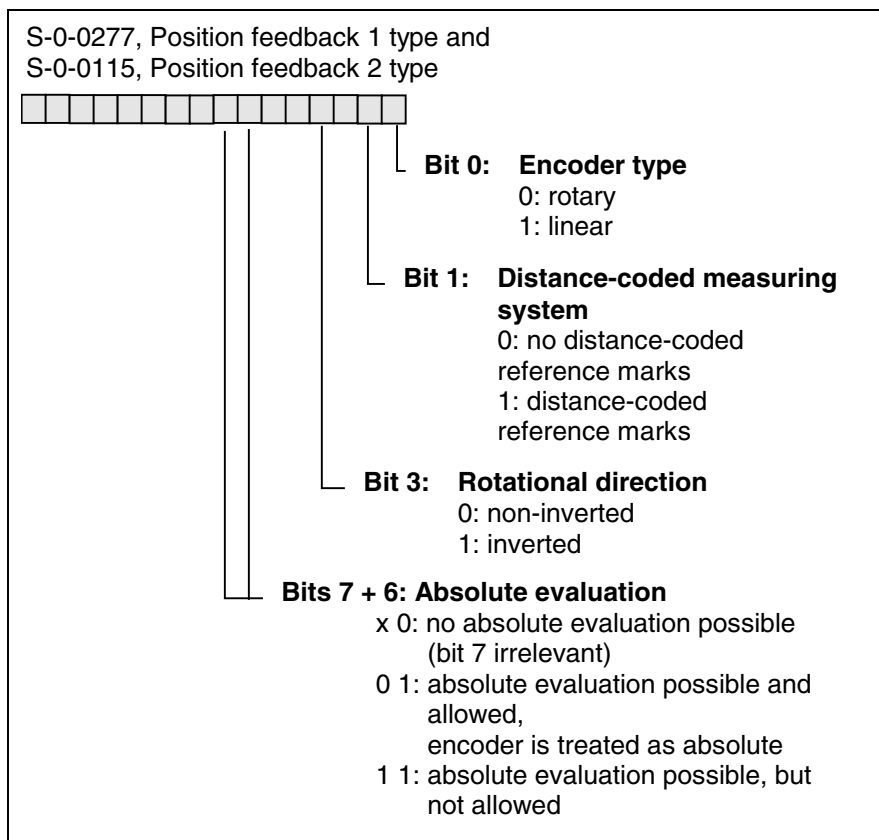 S-0-0277, Position feedback 1 type and
S-0-0115, Position feedback 2 type
Bit 0: Encoder type
0: rotary
1: linear
Bit 1: Distance-coded measuring
system
0: no distance-coded
reference marks
1: distance-coded
reference marks
Bit 3: Rotational direction
0: non-inverted
1: inverted
Bits 7 + 6: Absolute evaluation
x 0: no absolute evaluation possible
(bit 7 irrelevant)
0 1: absolute evaluation possible and
allowed,
encoder is treated as absolute
1 1: absolute evaluation possible, but
not allowed